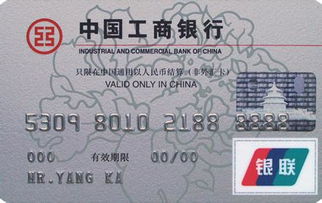 中国工商银行
INDUSTRIAL AND COMMERCIAL BANK OF CHINA
只限在中国通用以人民币结算(非外汇卡)
VALID ONLY IN CHINA
5309 8010 2188 8888
000 有效期限 00/00
MR.YANG KA
银联